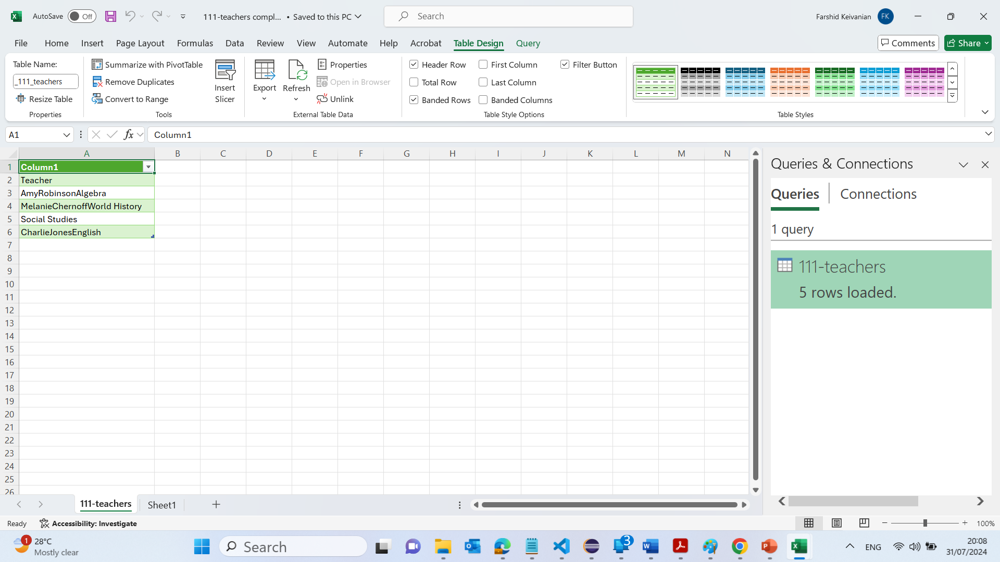 AutoSave Off 111-teachers compl... • Saved to this PC Search Farshid Keivanian FK
File Home Insert Page Layout Formulas Data Review View Automate Help Acrobat Table Design Query Comments Share
Table Name:
_111_teachers
Resize Table
Properties
Summarize with PivotTable
Remove Duplicates
Convert to Range
Tools
Insert
Slicer
Export
Refresh
Properties
Open in Browser
Unlink
External Table Data
Header Row First Column Filter Button
Total Row Last Column
Banded Rows Banded Columns
Table Style Options
Table Styles
A1 fx Column1
A B C D E F G H I J K L M N
1 Column1
2 Teacher
3 AmyRobinsonAlgebra
4 MelanieChernoffWorld History
5 Social Studies
6 CharlieJonesEnglish
7
8
9
10
11
12
13
14
15
16
17
18
19
20
21
22
23
24
25
26
Queries & Connections
Queries Connections
1 query
111-teachers
5 rows loaded.
111-teachers Sheet1
Ready Accessibility: Investigate 100%
1 28°C
Mostly clear
Search
3
ENG
20:08
31/07/2024